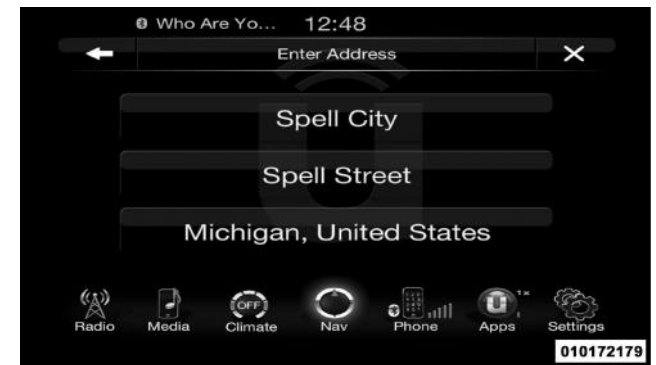 Who Are Yo... 12:48
Enter Address
Spell City
Spell Street
Michigan, United States
OFF 1x
Radio Media Climate Nav Phone Apps Settings
010172179